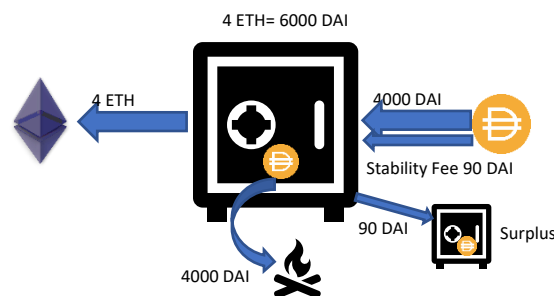 4 ETH= 6000 DAI
4 ETH
4000 DAI
Stability Fee 90 DAI
90 DAI
Surplus
4000 DAI